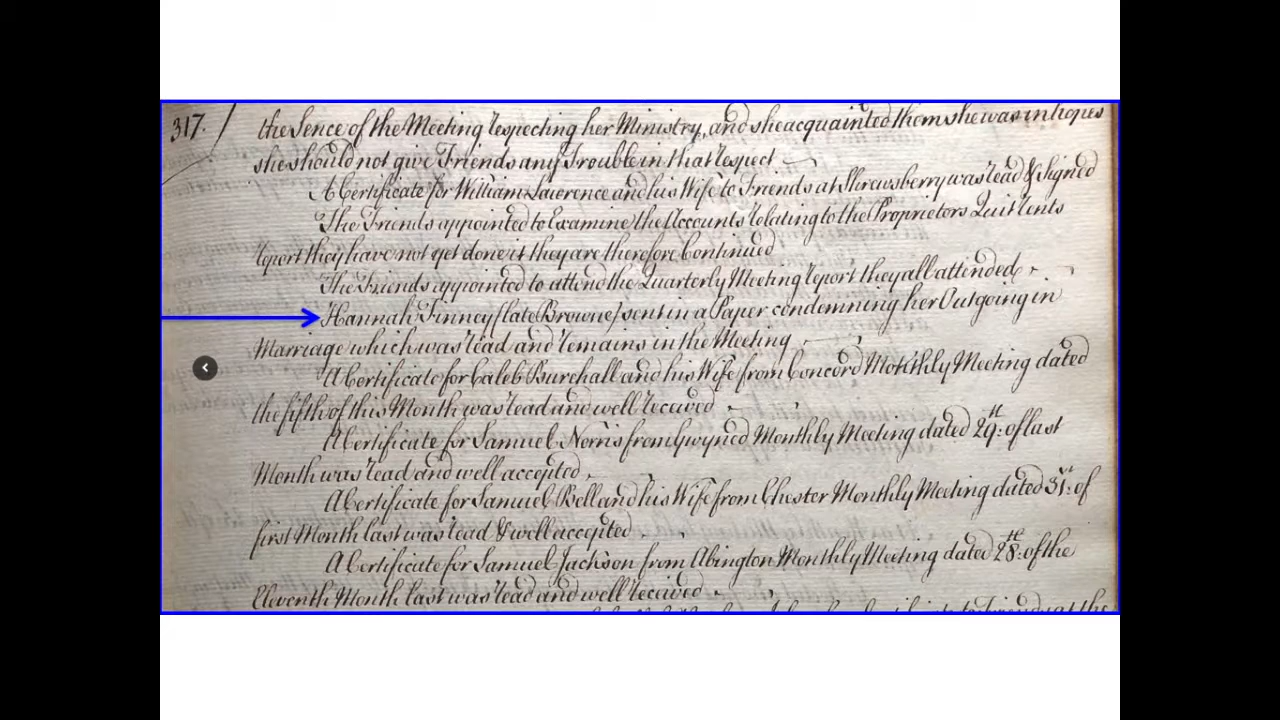 317.
the Sence of the Meeting respecting her Ministry, and she acquainted them she was in hopes
she should not give Friends any Trouble in that respect
A Certificate for William Lawrence and his Wife to Friends at Shrewsberry was read & Signed
The Friends appointed to Examine the Accounts relating to the Proprietors Quit rents
report they have not yet done it they are therefore Continued
The Friends appointed to attend the Quarterly Meeting report they all attended
Hannah Finney (late Browne) sent in a Paper condemning her Outgoing in
Marriage which was read and remains in the Meeting
A Certificate for Caleb Burchall and his Wife from Concord Monthly Meeting dated
the fifth of this Month was read and well received
A Certificate for Samuel Norris from Gwyned Monthly Meeting dated 29th. of last
Month was read and well accepted
A Certificate for Samuel Bell and his Wife from Chester Monthly Meeting dated 31st. of
first Month last was read & well accepted
A Certificate for Samuel Jackson from Abington Monthly Meeting dated 28th. of the
Eleventh Month last was read and well received